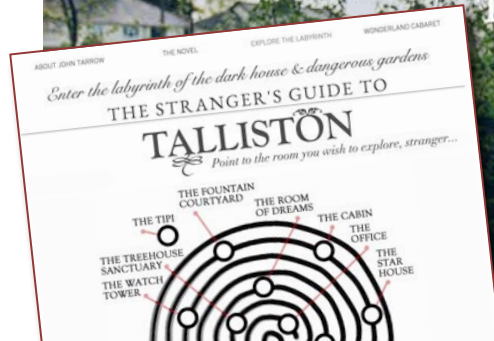 ABOUT JOHN TARROW
THE NOVEL
EXPLORE THE LABYRINTH
WONDERLAND CABARET
Enter the labyrinth of the dark house & dangerous gardens
THE STRANGER'S GUIDE TO
TALLISTON
Point to the room you wish to explore, stranger...
THE FOUNTAIN
COURTYARD
THE ROOM
OF DREAMS
THE TIPI
THE CABIN
THE
OFFICE
THE TREEHOUSE
SANCTUARY
THE
STAR
HOUSE
THE WATCH
TOWER